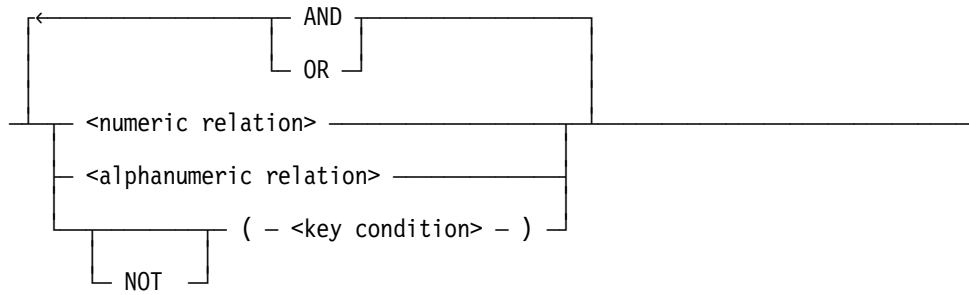 AND
OR
<numeric relation>
<alphanumeric relation>
( – <key condition> – )
NOT